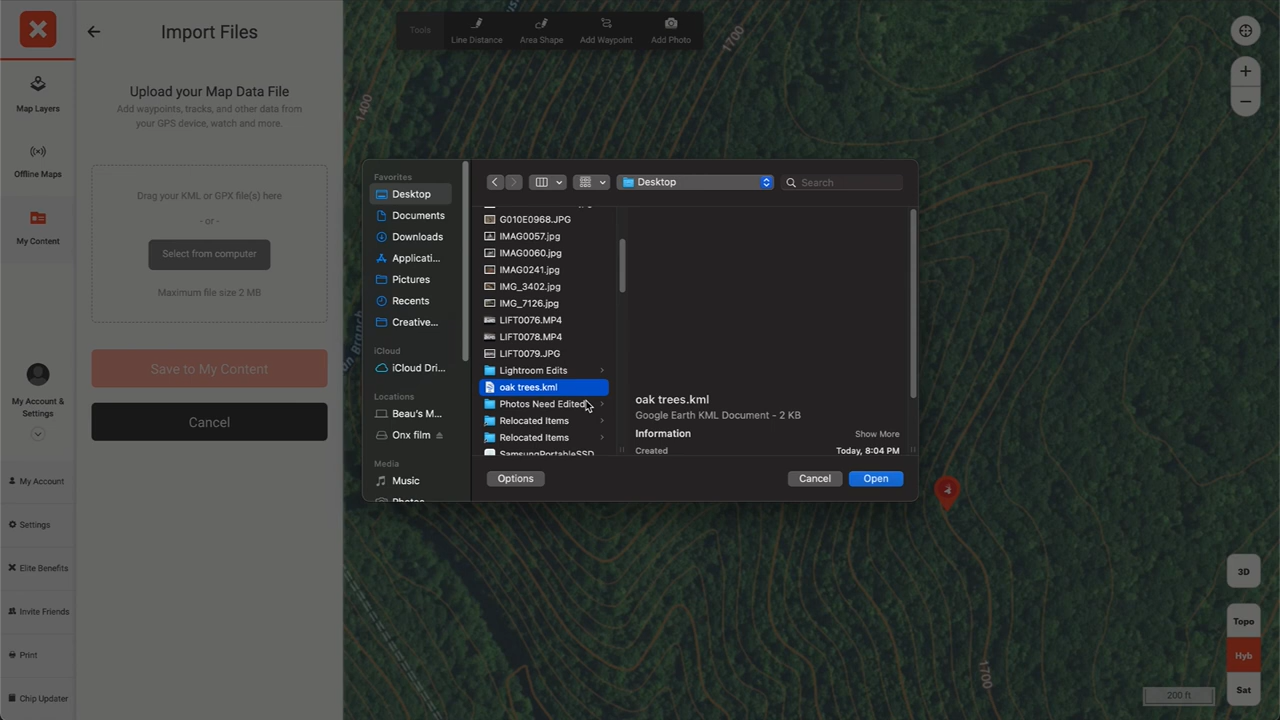 Import Files
Upload your Map Data File
Add waypoints, tracks, and other data from
your GPS device, watch and more.
Drag your KML or GPX file(s) here
- or -
Select from computer
Maximum file size 2 MB
Save to My Content
Cancel
Map Layers
Offline Maps
My Content
My Account &
Settings
My Account
Settings
Elite Benefits
Invite Friends
Print
Chip Updater
Tools
Line Distance
Area Shape
Add Waypoint
Add Photo
1700
1400
an Branch
Favorites
Desktop
Documents
Downloads
Applicati...
Pictures
Recents
Creative...
iCloud
iCloud Dri...
Locations
Beau's M...
Onx film
Media
Music
Photos
Desktop
Search
G010E0968.JPG
IMAG0057.jpg
IMAG0060.jpg
IMAG0241.jpg
IMG_3402.jpg
IMG_7126.jpg
LIFT0076.MP4
LIFT0078.MP4
LIFT0079.JPG
Lightroom Edits
oak trees.kml
Photos Need Edited
Relocated Items
Relocated Items
SamsungPortableSSD
oak trees.kml
Google Earth KML Document - 2 KB
Information
Show More
Created
Today, 8:04 PM
Options
Cancel
Open
3D
Topo
Hyb
Sat
200 ft
1700